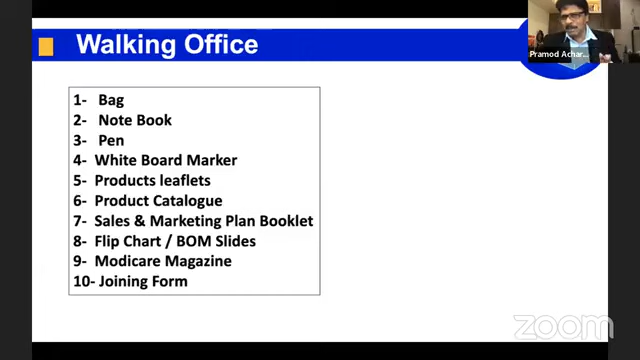 Walking Office
Pramod Achar...
1- Bag
2- Note Book
3- Pen
4- White Board Marker
5- Products leaflets
6- Product Catalogue
7- Sales & Marketing Plan Booklet
8- Flip Chart / BOM Slides
9- Modicare Magazine
10- Joining Form
zoom